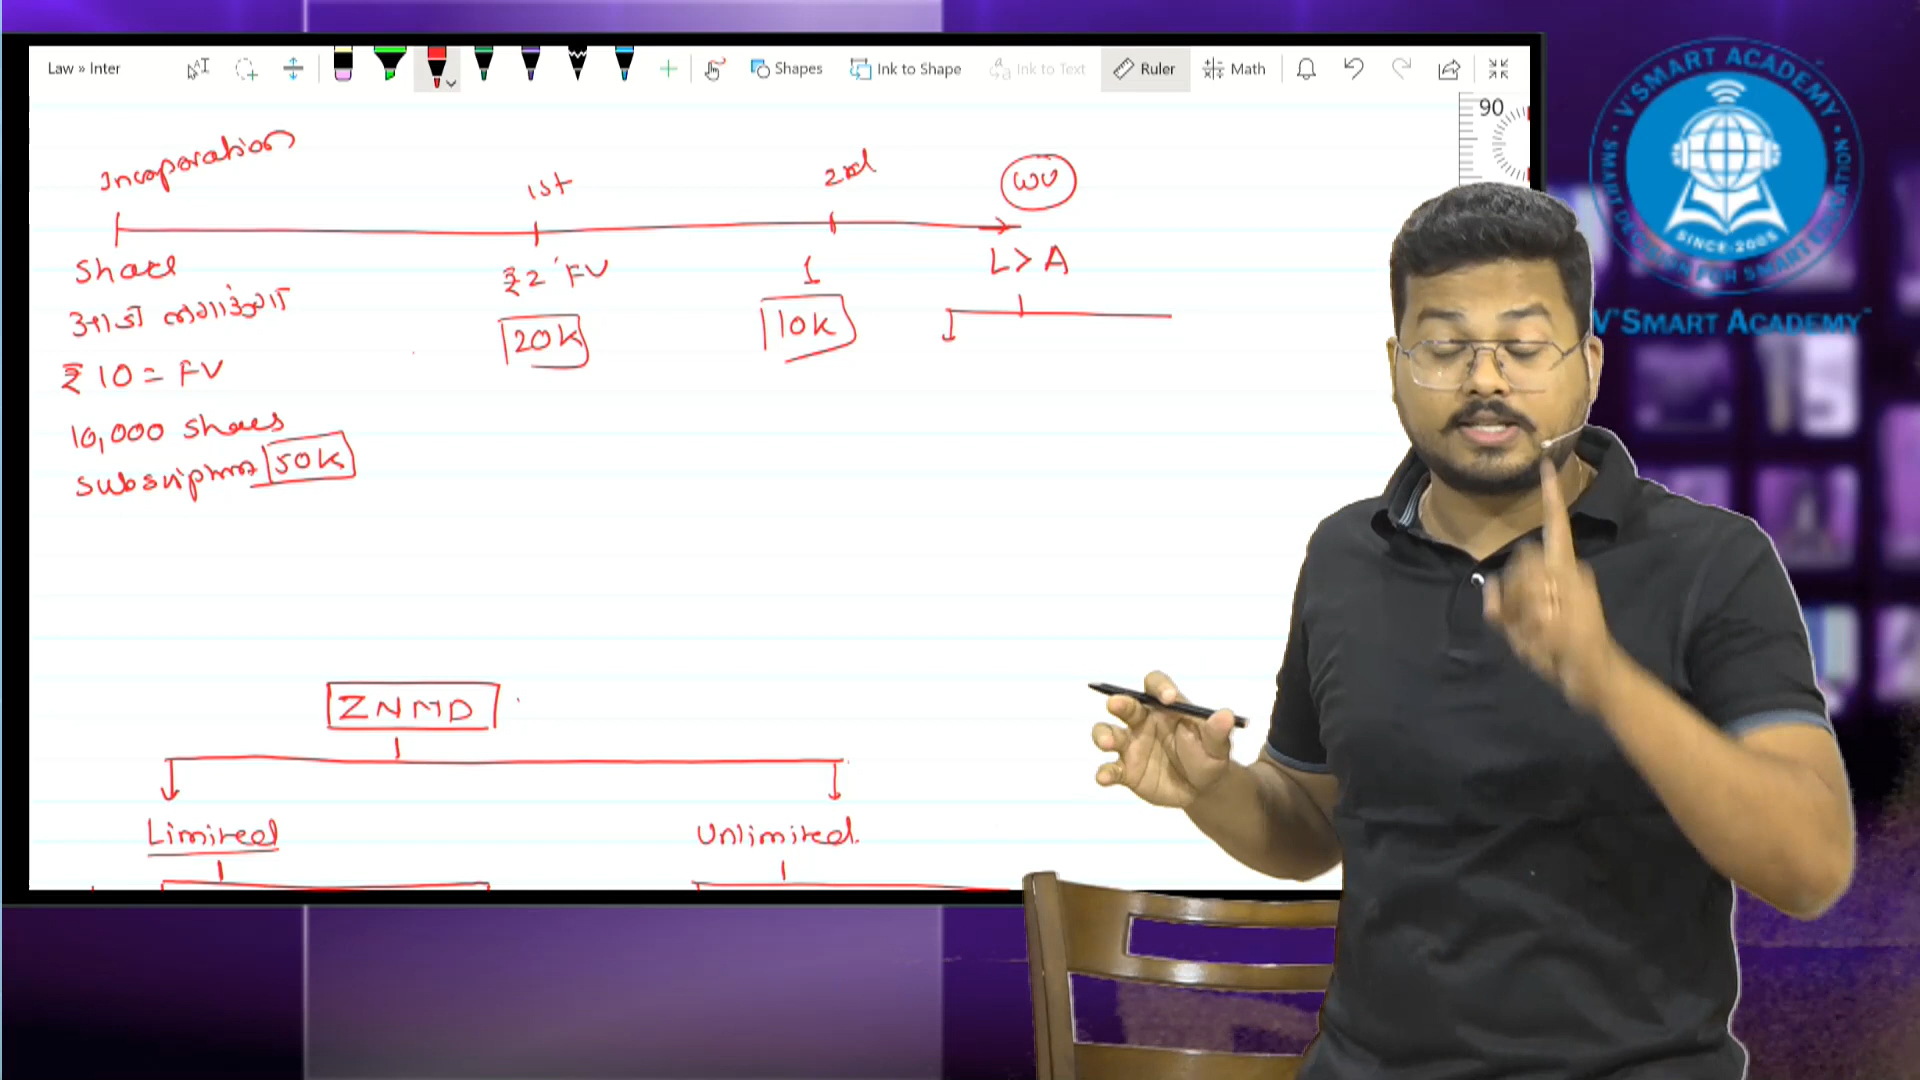 Law » Inter
Shapes
Ink to Shape
Ink to Text
Ruler
Math
90
Incorporation
1st
2nd
WU
Share
₹2 FV
1
L > A
20K
10K
₹10 = FV
10,000 Shares
Subscription 50K
ZNMD
Limited
Unlimited.
V'SMART ACADEMY
SINCE-2005
V'SMART ACADEMY